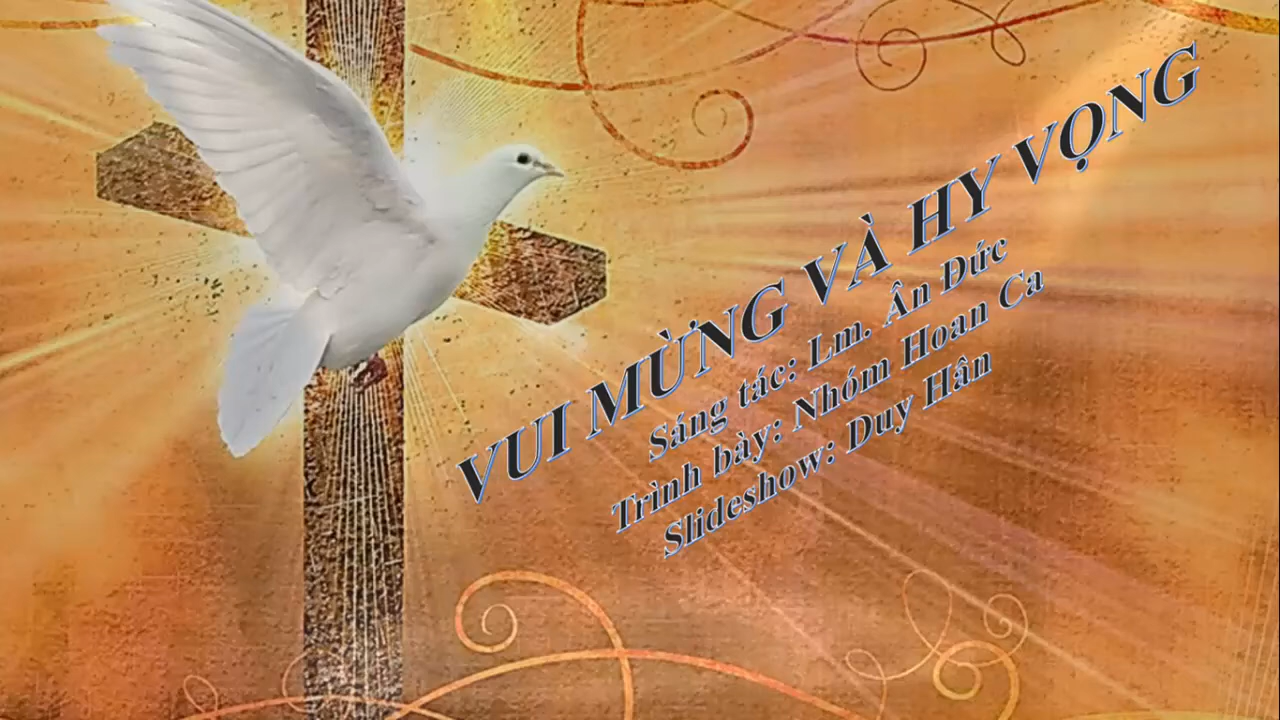 VUI MỪNG VÀ HY VỌNG
Sáng tác: Lm. Ân Đức
Trình bày: Nhóm Hoan Ca
Slideshow: Duy Hân